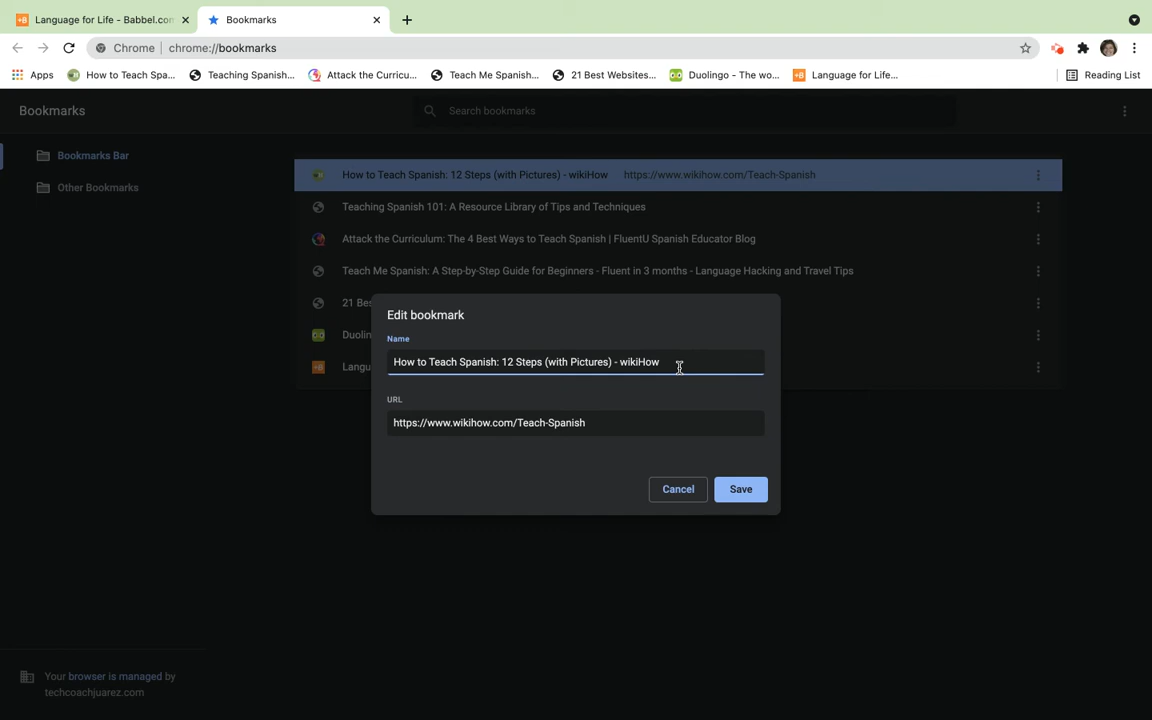 Language for Life - Babbel.com
Bookmarks
Chrome
chrome://bookmarks
Apps
How to Teach Spa...
Teaching Spanish...
Attack the Curricu...
Teach Me Spanish...
21 Best Websites...
Duolingo - The wo...
Language for Life...
Reading List
Bookmarks
Search bookmarks
Bookmarks Bar
Other Bookmarks
How to Teach Spanish: 12 Steps (with Pictures) - wikiHow https://www.wikihow.com/Teach-Spanish
Teaching Spanish 101: A Resource Library of Tips and Techniques
Attack the Curriculum: The 4 Best Ways to Teach Spanish | FluentU Spanish Educator Blog
Teach Me Spanish: A Step-by-Step Guide for Beginners - Fluent in 3 months - Language Hacking and Travel Tips
21 Bes
Duolin
Langu
Edit bookmark
Name
How to Teach Spanish: 12 Steps (with Pictures) - wikiHow
URL
https://www.wikihow.com/Teach-Spanish
Cancel
Save
Your browser is managed by
techcoachjuarez.com